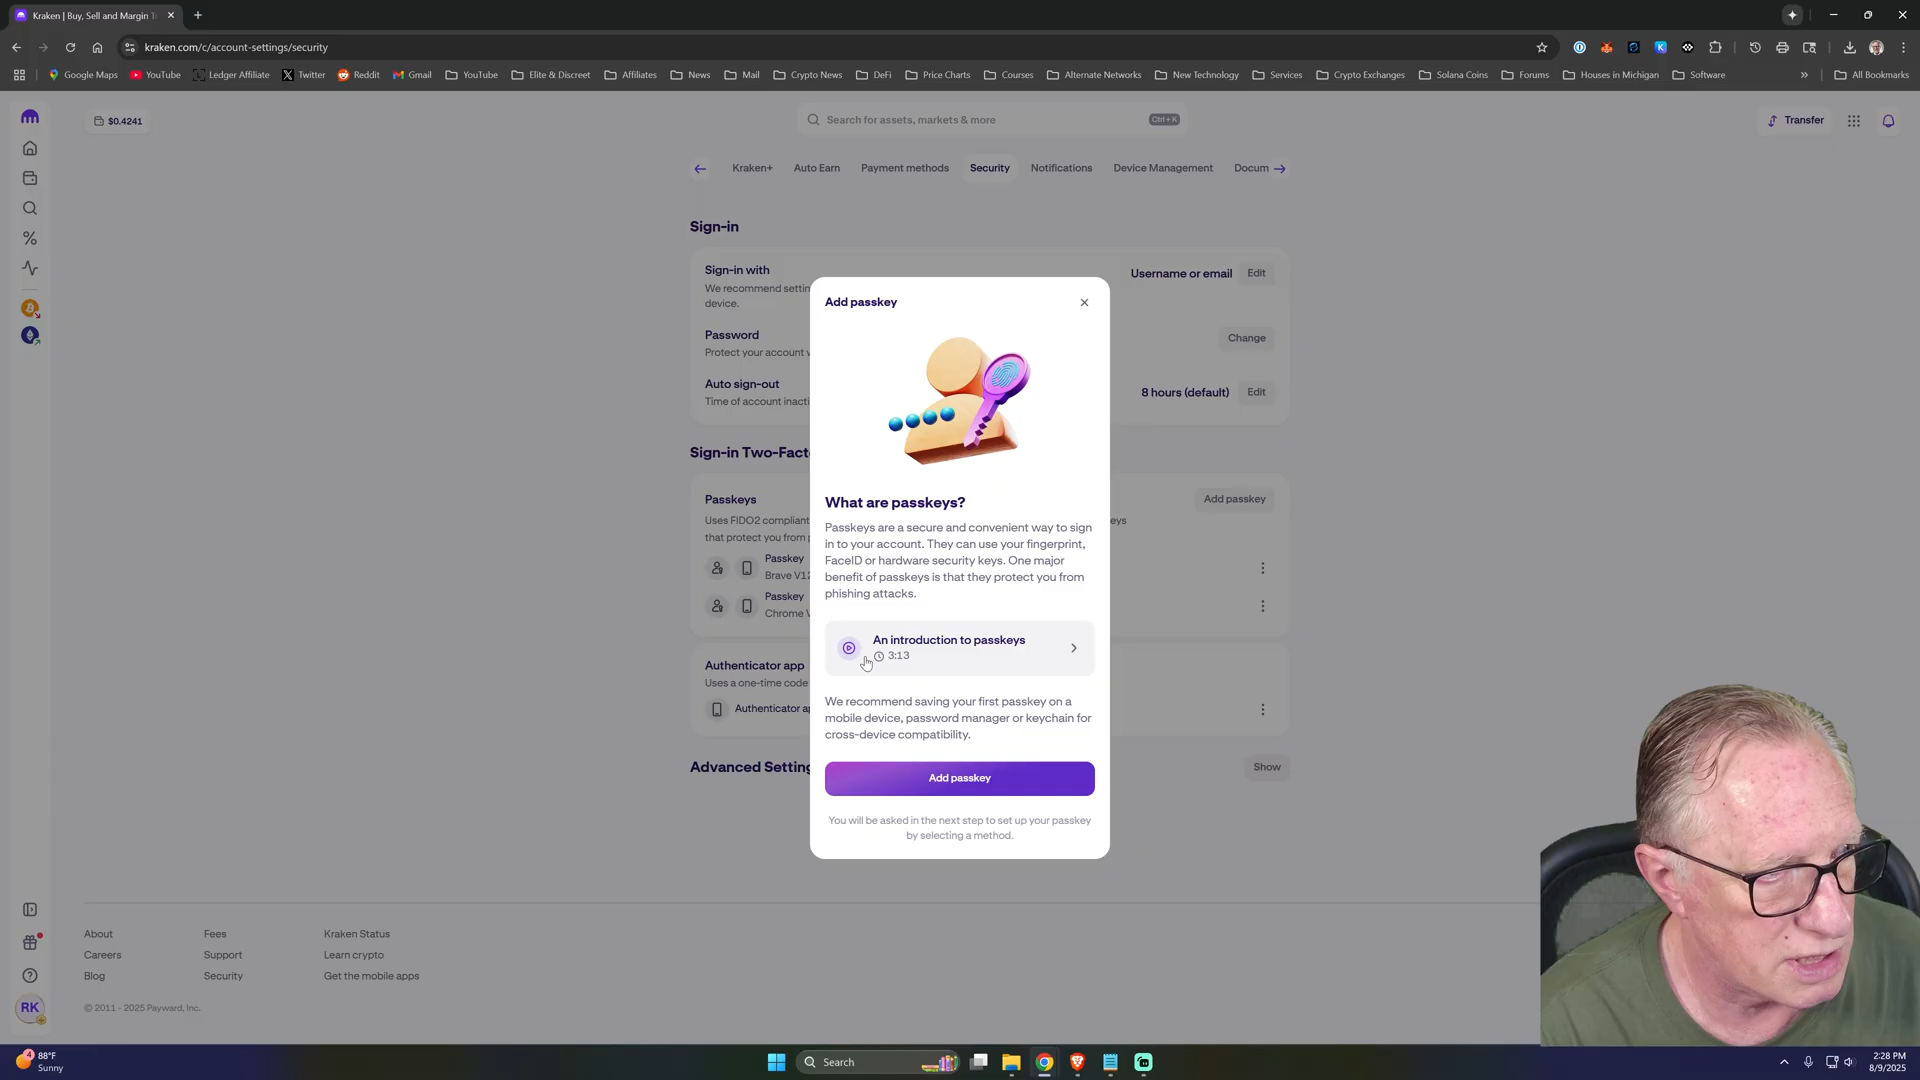 Kraken | Buy, Sell and Margin T
kraken.com/c/account-settings/security
Google Maps
YouTube
Ledger Affiliate
Twitter
Reddit
Gmail
YouTube
Elite & Discreet
Affiliates
News
Mail
Crypto News
DeFi
Price Charts
Courses
Alternate Networks
New Technology
Services
Crypto Exchanges
Solana Coins
Forums
Houses in Michigan
Software
All Bookmarks
$0.4241
Search for assets, markets & more
Ctrl + K
Transfer
Kraken+
Auto Earn
Payment methods
Security
Notifications
Device Management
Docum
Sign-in
Sign-in with
We recommend settin
device.
Username or email
Edit
Password
Protect your account v
Change
Auto sign-out
Time of account inacti
8 hours (default)
Edit
Sign-in Two-Fact
Passkeys
Uses FIDO2 compliant
that protect you from p
eys
Add passkey
Passkey
Brave V12
Passkey
Chrome V
Authenticator app
Uses a one-time code
Authenticator ap
Advanced Setting
Show
Add passkey
What are passkeys?
Passkeys are a secure and convenient way to sign
in to your account. They can use your fingerprint,
FaceID or hardware security keys. One major
benefit of passkeys is that they protect you from
phishing attacks.
An introduction to passkeys
3:13
We recommend saving your first passkey on a
mobile device, password manager or keychain for
cross-device compatibility.
Add passkey
You will be asked in the next step to set up your passkey
by selecting a method.
About
Fees
Kraken Status
Careers
Support
Learn crypto
Blog
Security
Get the mobile apps
© 2011 - 2025 Payward, Inc.
RK
4
88°F
Sunny
Search
2:28 PM
8/9/2025